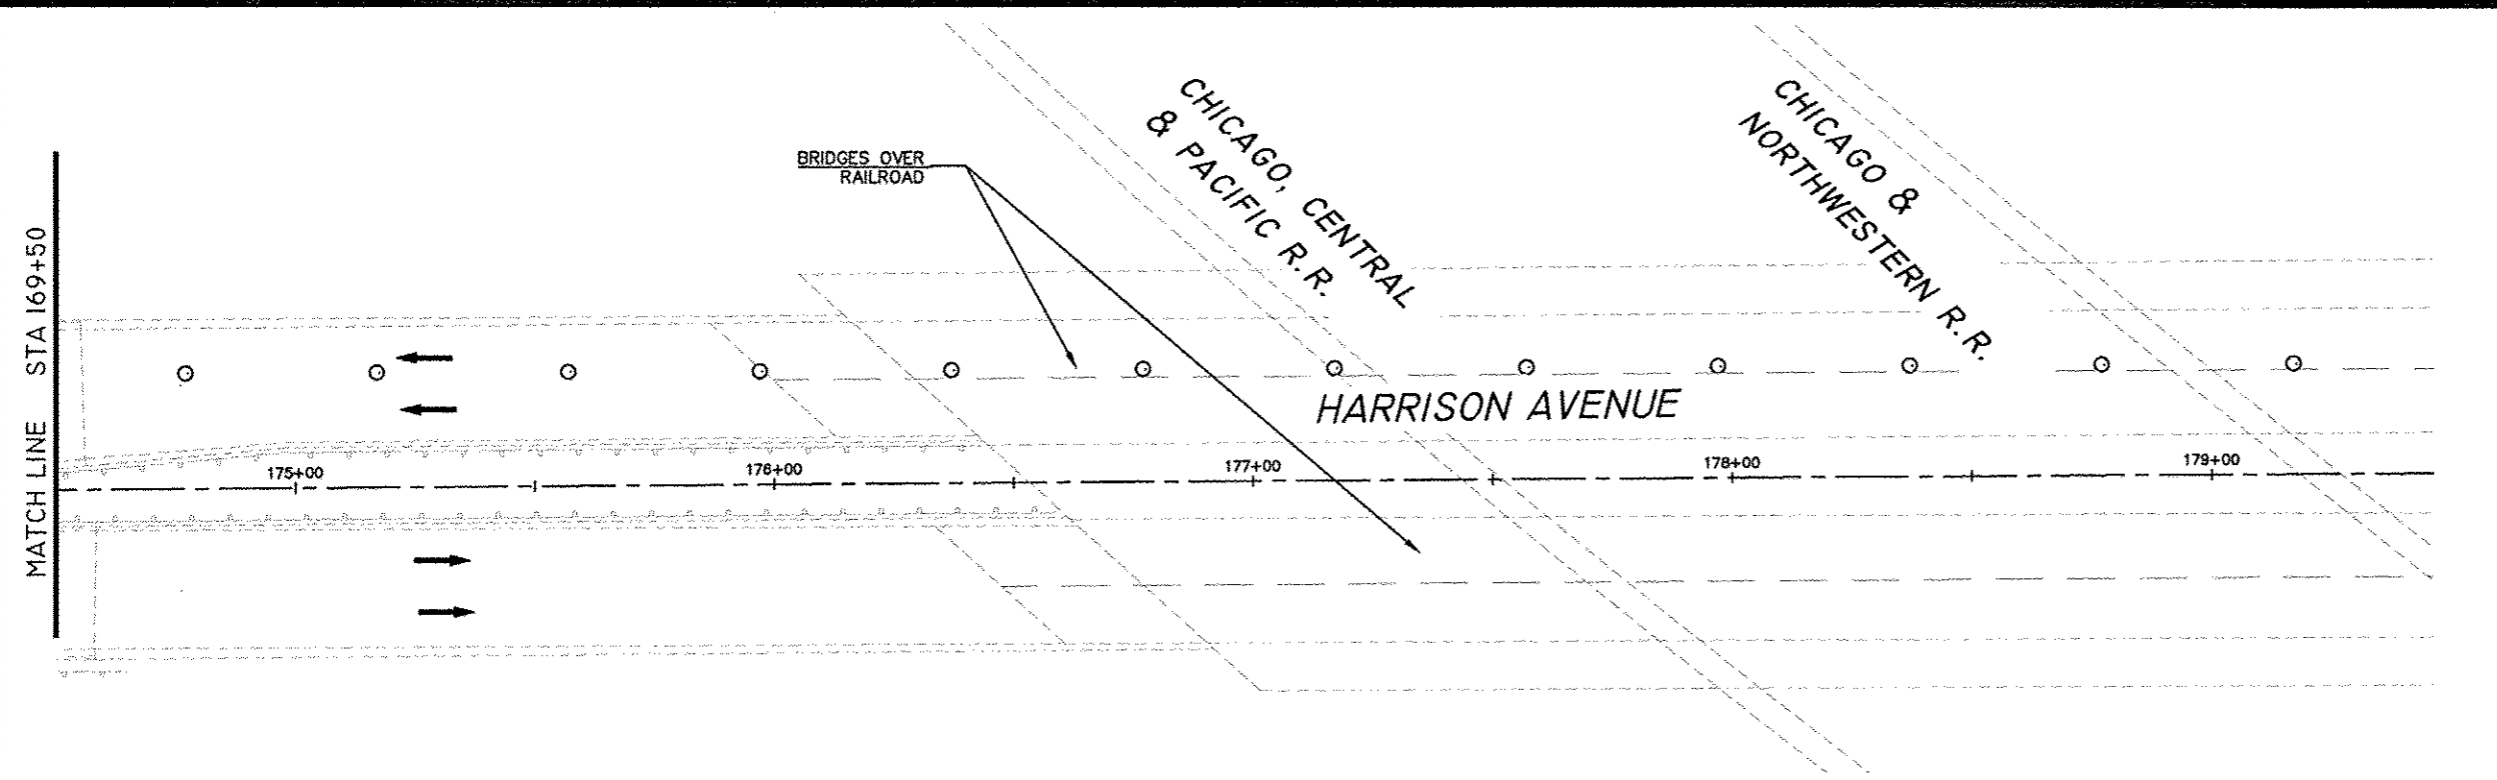 CHICAGO, CENTRAL
& PACIFIC R.R.
CHICAGO &
NORTHWESTERN R.R.
BRIDGES OVER
RAILROAD
MATCH LINE STA 169+50
HARRISON AVENUE
175+00
176+00
177+00
178+00
179+00